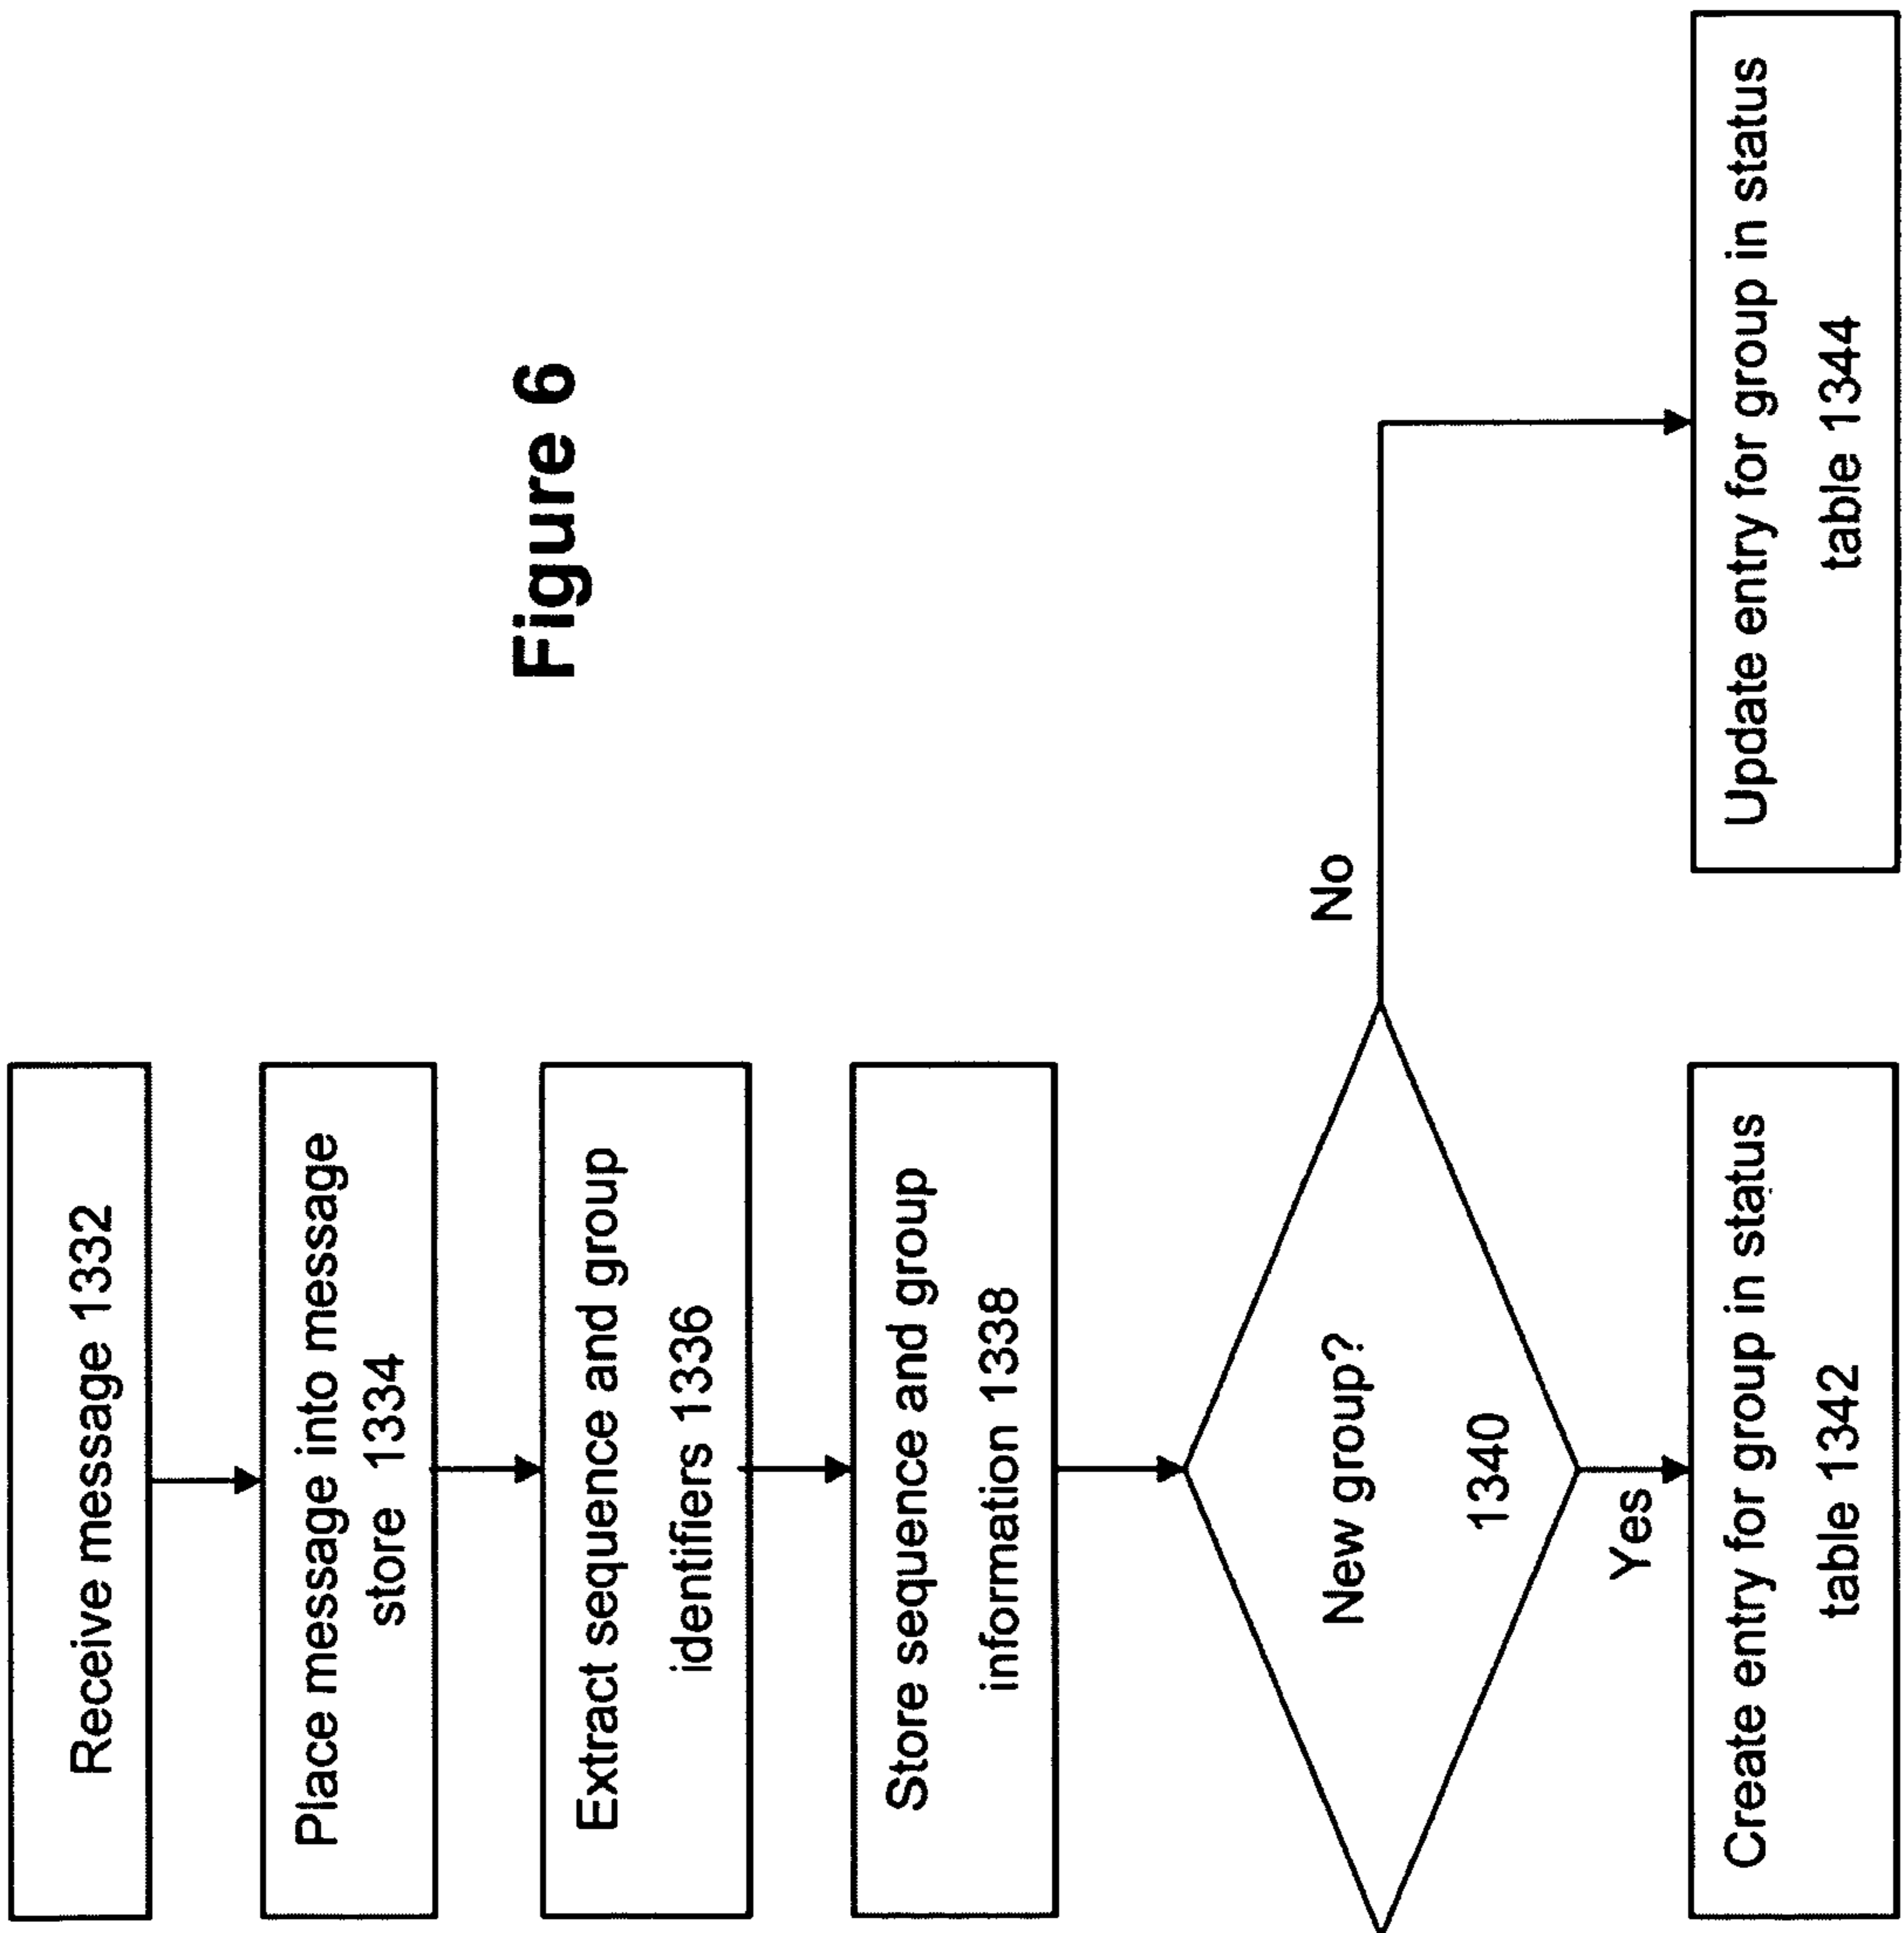 Receive message 1332
Place message into message
store 1334
Extract sequence and group
identifiers 1336
Store sequence and group
information 1338
New group?
1340
Yes
No
Create entry for group in status
table 1342
Update entry for group in status
table 1344
Figure 6